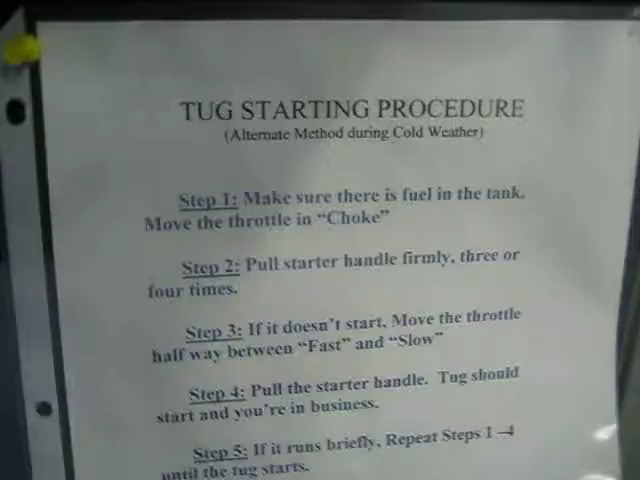 TUG STARTING PROCEDURE
(Alternate Method during Cold Weather)
Step 1: Make sure there is fuel in the tank.
Move the throttle in “Choke”
Step 2: Pull starter handle firmly, three or
four times.
Step 3: If it doesn’t start, Move the throttle
half way between “Fast” and “Slow”
Step 4: Pull the starter handle. Tug should
start and you’re in business.
Step 5: If it runs briefly, Repeat Steps 1 –4
until the tug starts.